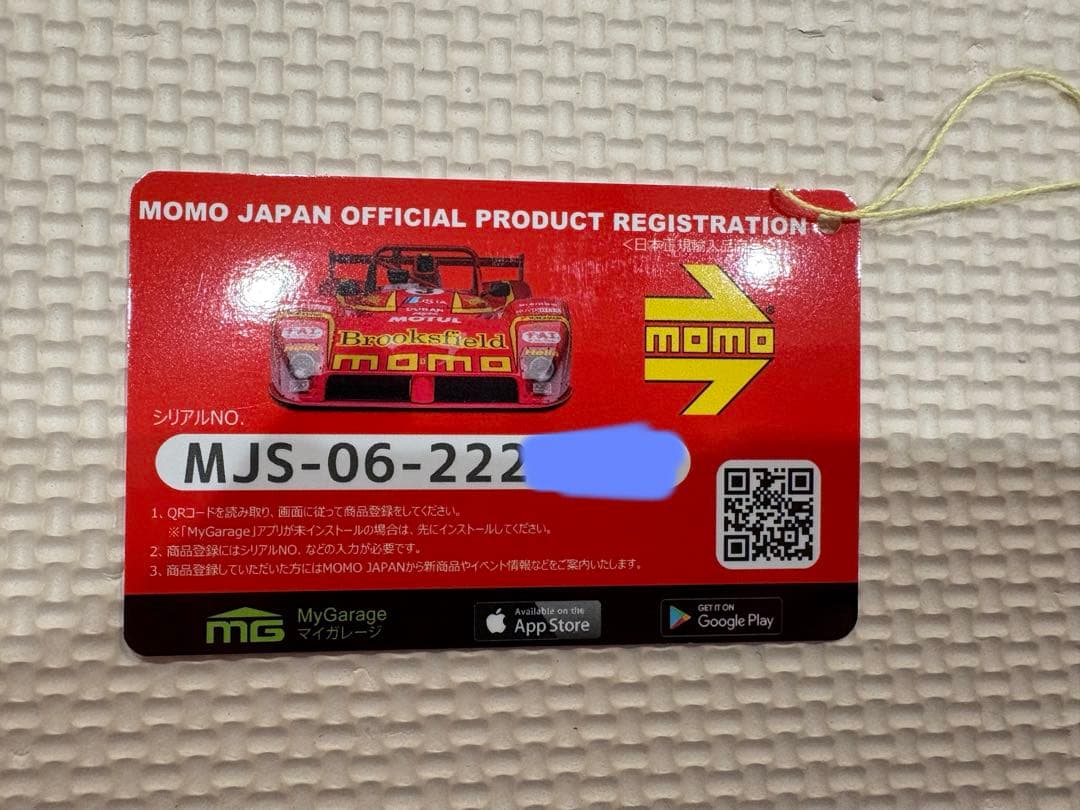 MOMO JAPAN OFFICIAL PRODUCT REGISTRATION
<日本正規輸入品
MOTUL
Brooksfield
momo
momo
シリアルNO.
MJS-06-222
1、QRコードを読み取り、画面に従って商品登録をしてください。
※「MyGarage」アプリが未インストールの場合は、先にインストールしてください。
2、商品登録にはシリアルNO. などの入力が必要です。
3、商品登録していただいた方にはMOMO JAPANから新商品やイベント情報などをご案内いたします。
MG MyGarage
マイガレージ
Available on the
App Store
GET IT ON
Google Play